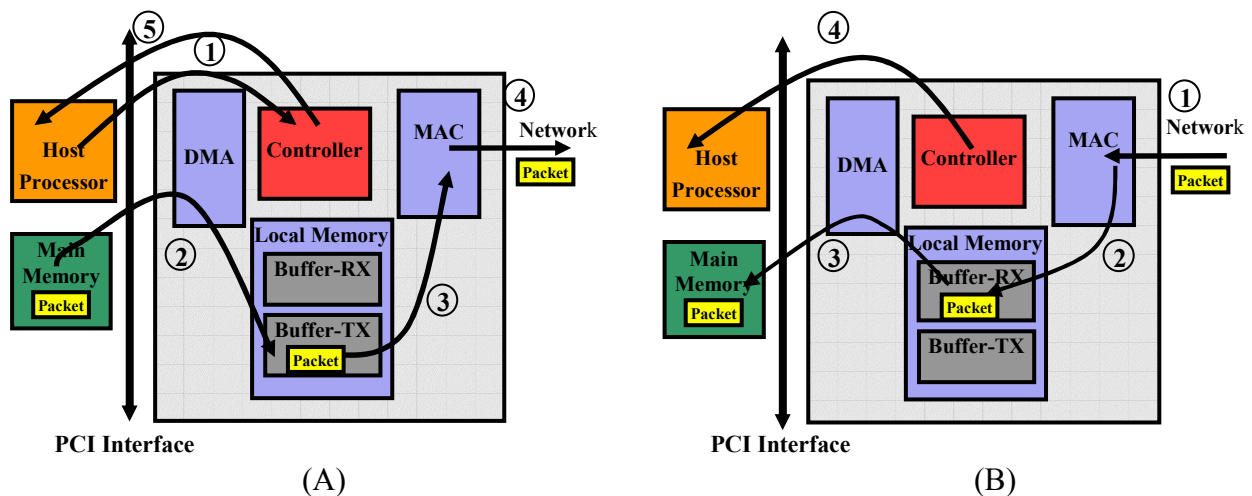 ⑤
①
④
Network
Packet
MAC
DMA
Controller
Host
Processor
②
Main
Memory
Packet
Local Memory
Buffer-RX
Buffer-TX
Packet
③
PCI Interface
(A)
④
①
Network
Packet
MAC
DMA
Controller
Host
Processor
③
Main
Memory
Packet
Local Memory
Buffer-RX
Packet
Buffer-TX
②
PCI Interface
(B)